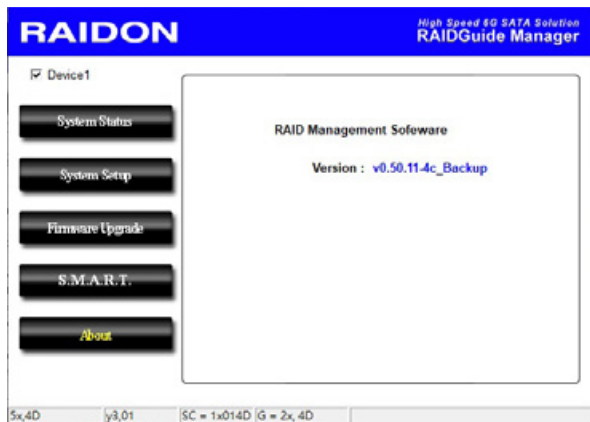 RAIDON
High Speed 6G SATA Solution
RAIDGuide Manager
Device1
System Status
System Setup
Firmware Upgrade
S.M.A.R.T.
About
RAID Management Sofeware
Version : v0.50.11-4c_Backup
5x,4D y3,01 SC = 1x014D G = 2x, 4D